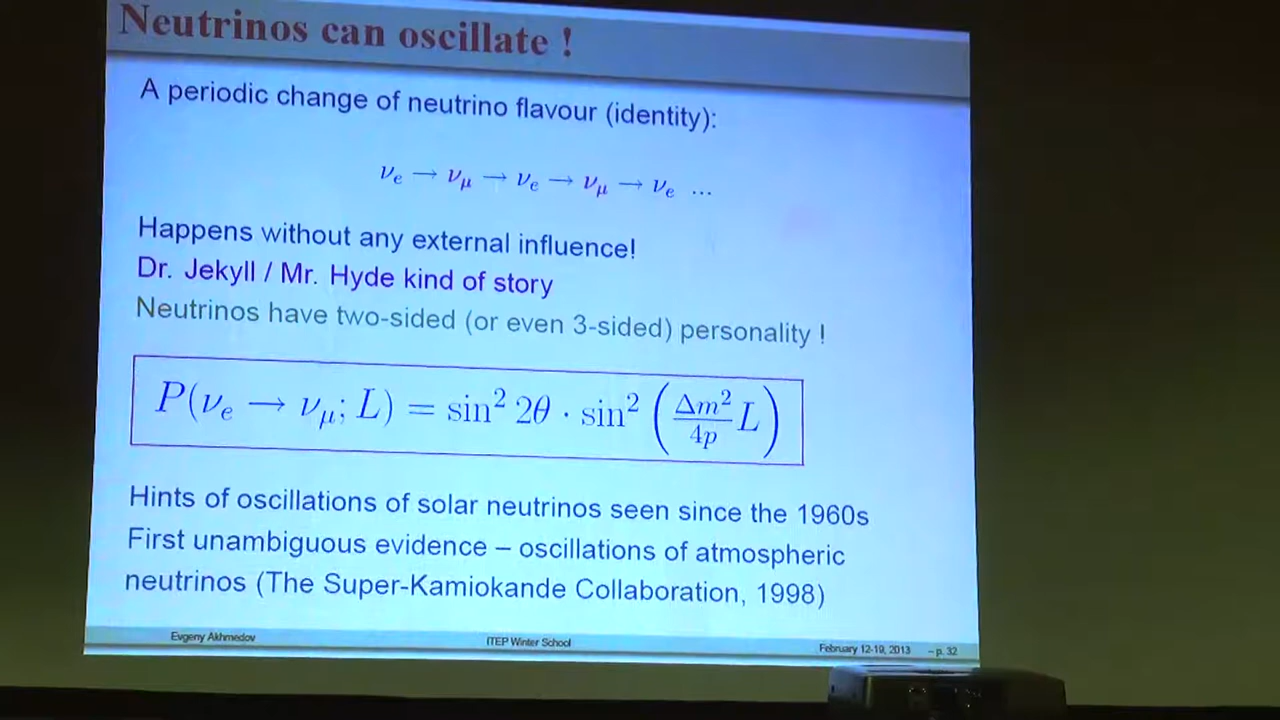 Neutrinos can oscillate !
A periodic change of neutrino flavour (identity):
νₑ → ν_μ → νₑ → ν_μ → νₑ ...
Happens without any external influence!
Dr. Jekyll / Mr. Hyde kind of story
Neutrinos have two-sided (or even 3-sided) personality !
P(νₑ → ν_μ; L) = sin² 2θ · sin² (Δm²/4p L)
Hints of oscillations of solar neutrinos seen since the 1960s
First unambiguous evidence – oscillations of atmospheric
neutrinos (The Super-Kamiokande Collaboration, 1998)
Evgeny Akhmedov ITEP Winter School February 12-19, 2013 – p. 32